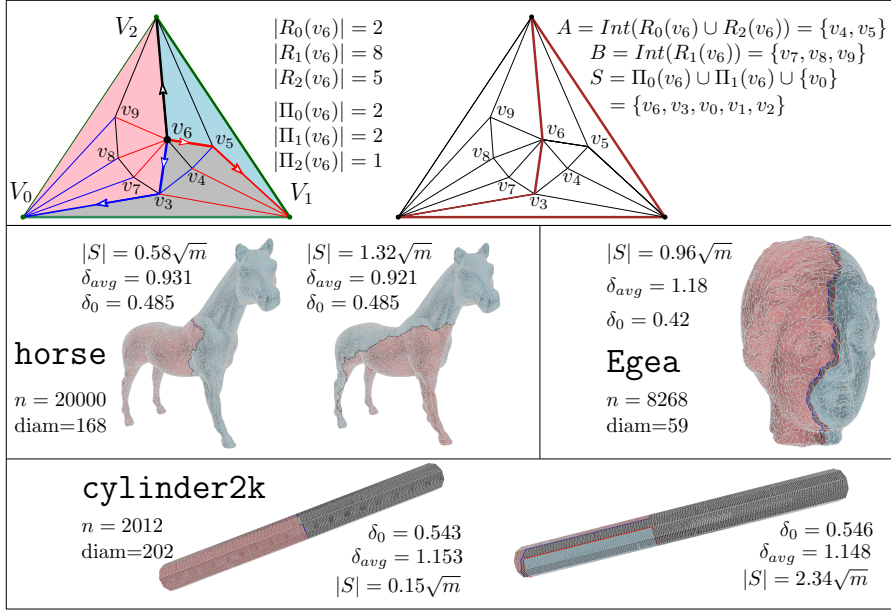 V₂
V₀
V₁
v₉
v₆
v₈
v₅
v₇
v₄
v₃
|R₀(v₆)| = 2
|R₁(v₆)| = 8
|R₂(v₆)| = 5
|Π₀(v₆)| = 2
|Π₁(v₆)| = 2
|Π₂(v₆)| = 1
v₉
v₆
v₈
v₅
v₇
v₄
v₃
A = Int(R₀(v₆) ∪ R₂(v₆)) = {v₄, v₅}
B = Int(R₁(v₆)) = {v₇, v₈, v₉}
S = Π₀(v₆) ∪ Π₁(v₆) ∪ {v₀}
= {v₆, v₃, v₀, v₁, v₂}
|S| = 0.58√m
δavg = 0.931
δ₀ = 0.485
|S| = 1.32√m
δavg = 0.921
δ₀ = 0.485
horse
n = 20000
diam=168
|S| = 0.96√m
δavg = 1.18
δ₀ = 0.42
Egea
n = 8268
diam=59
cylinder2k
n = 2012
diam=202
δ₀ = 0.543
δavg = 1.153
|S| = 0.15√m
δ₀ = 0.546
δavg = 1.148
|S| = 2.34√m